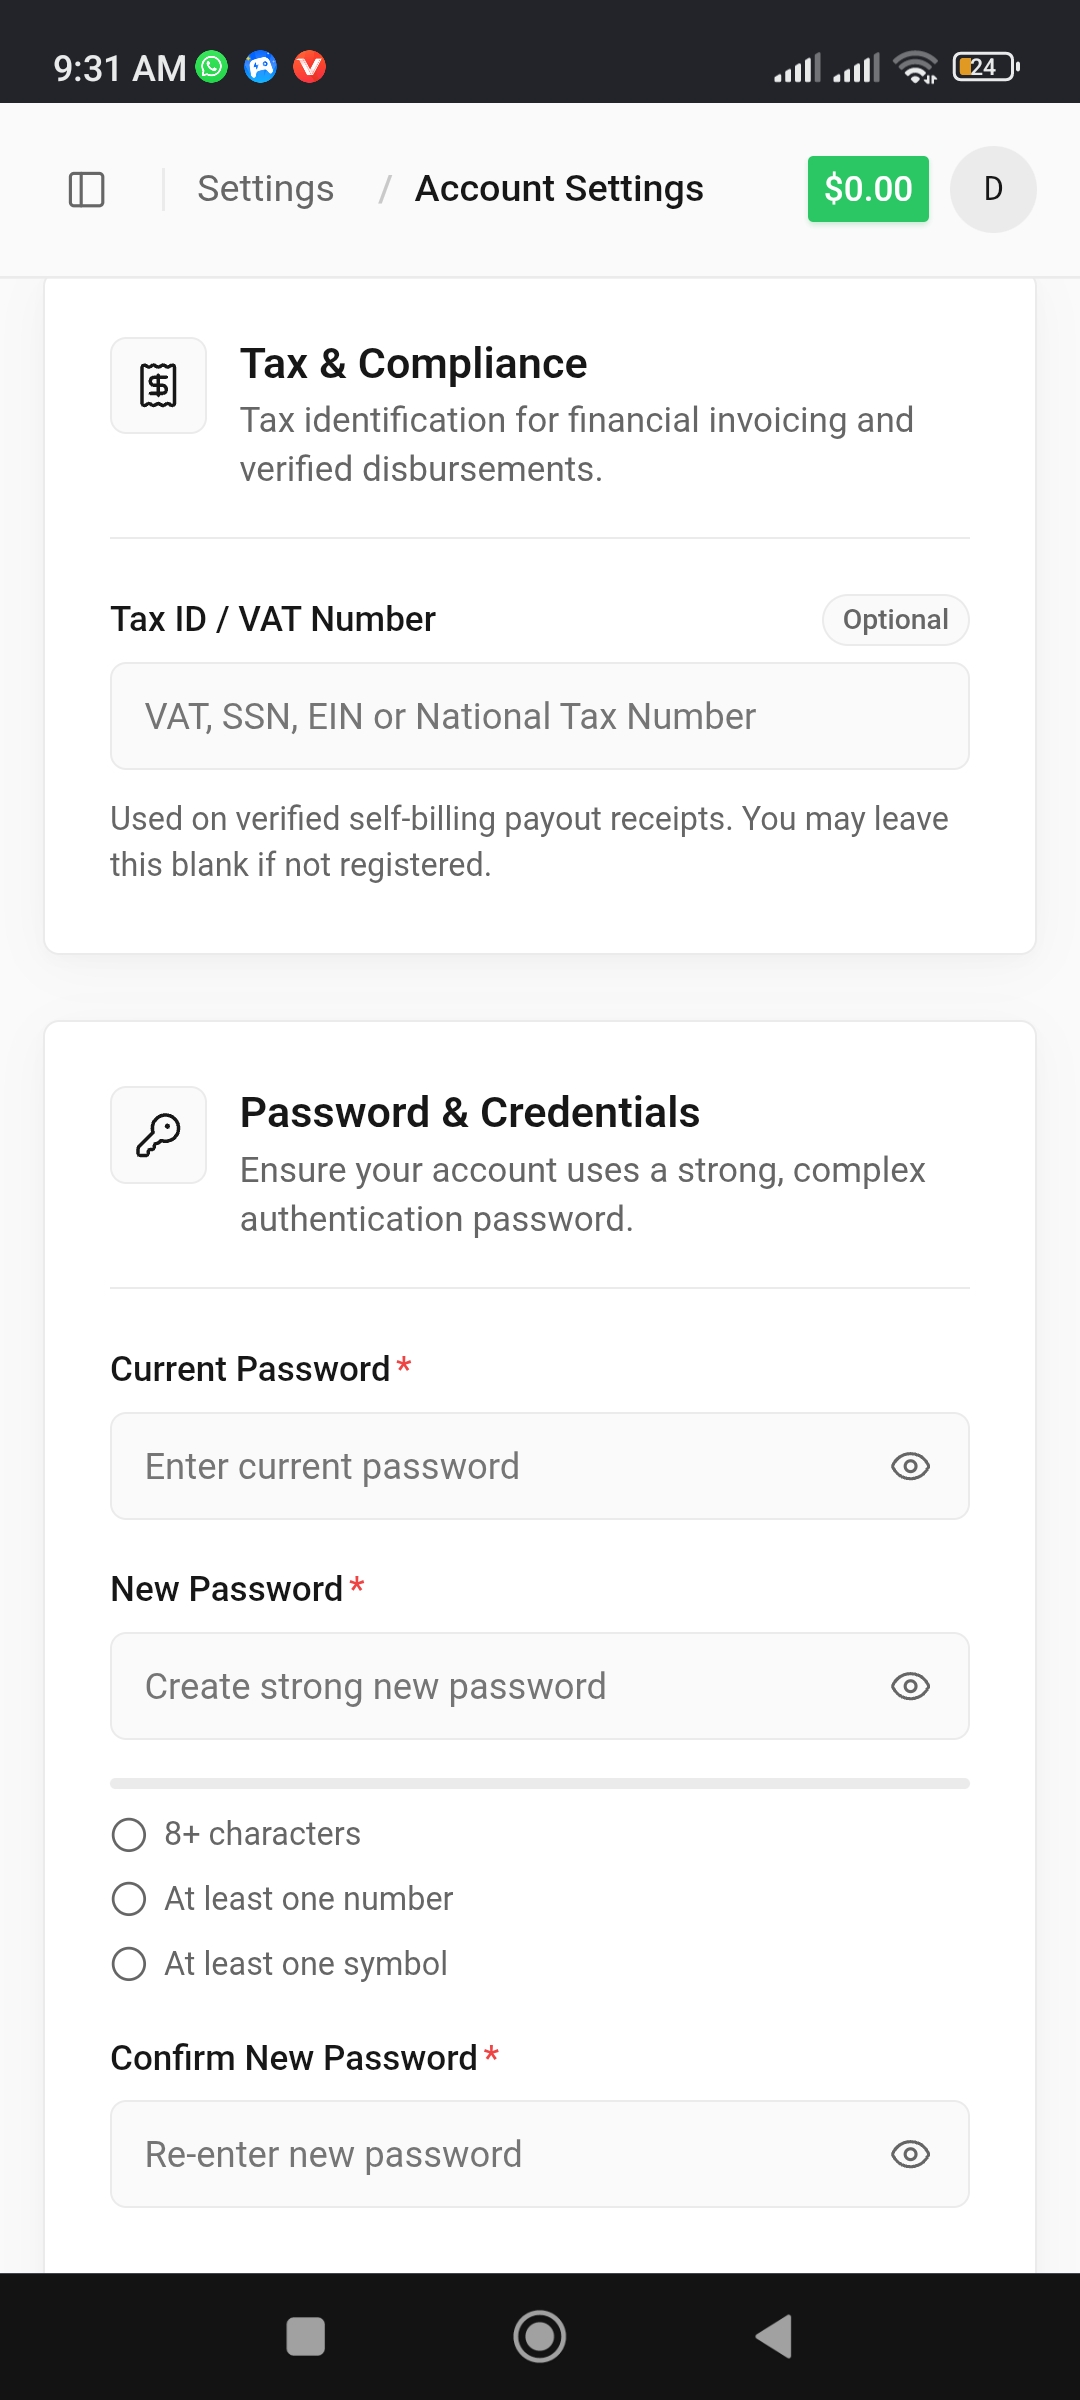 9:31 AM
24
Settings / Account Settings
$0.00
D
Tax & Compliance
Tax identification for financial invoicing and
verified disbursements.
Tax ID / VAT Number
Optional
VAT, SSN, EIN or National Tax Number
Used on verified self-billing payout receipts. You may leave
this blank if not registered.
Password & Credentials
Ensure your account uses a strong, complex
authentication password.
Current Password *
Enter current password
New Password *
Create strong new password
8+ characters
At least one number
At least one symbol
Confirm New Password *
Re-enter new password